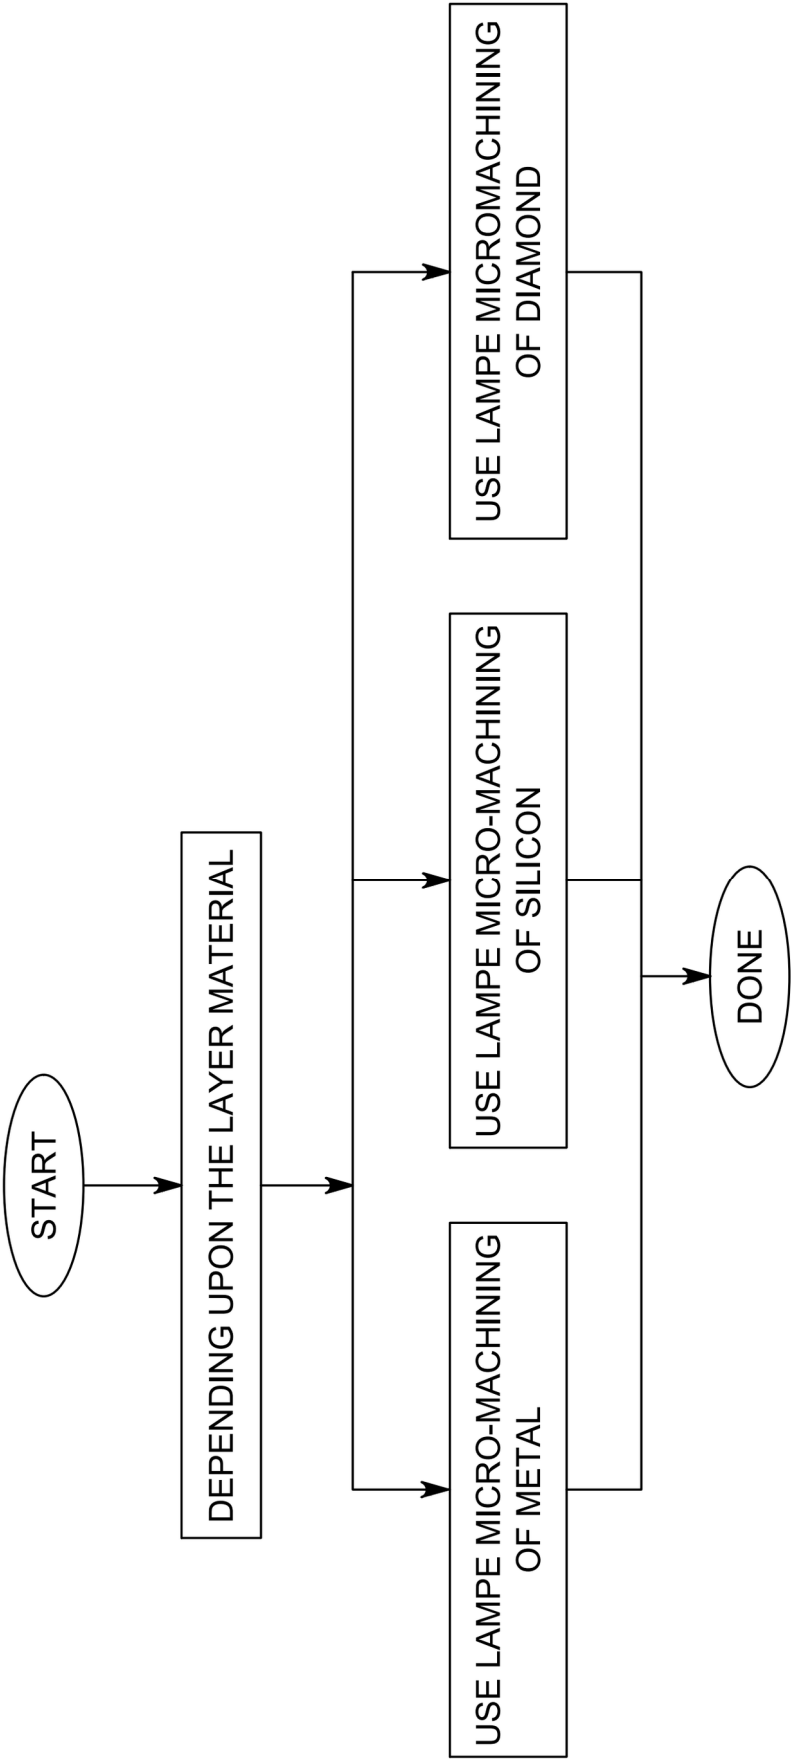 START
DEPENDING UPON THE LAYER MATERIAL
USE LAMPE MICRO-MACHINING
OF METAL
USE LAMPE MICRO-MACHINING
OF SILICON
USE LAMPE MICROMACHINING
OF DIAMOND
DONE